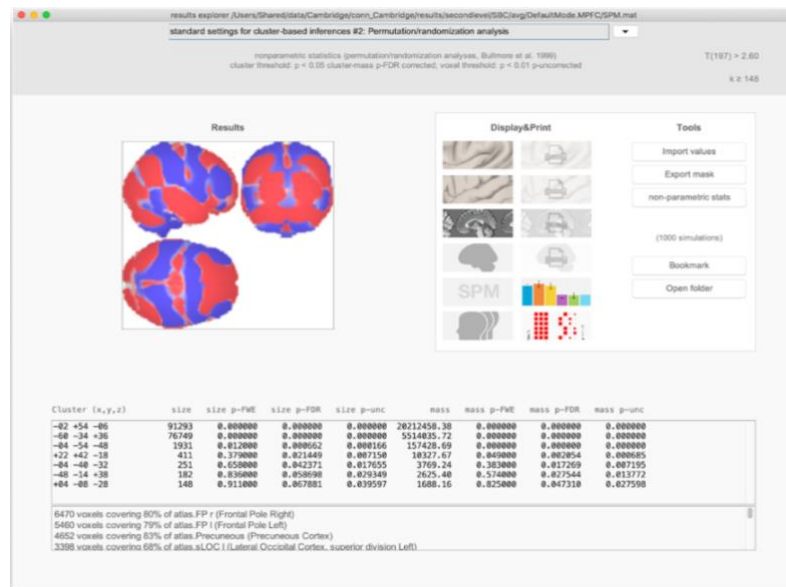 results explorer /Users/Shared/data/Cambridge/conn_Cambridge/results/secondlevel/SBC/avg/DefaultMode.MPFC/SPM.mat
standard settings for cluster-based inferences #2: Permutation/randomization analysis
nonparametric statistics (permutation/randomization analyses, Bullmore et al. 1999)
cluster threshold: p < 0.05 cluster-mass p-FDR corrected; voxel threshold: p < 0.01 p-uncorrected
T(197) > 2.60
k ≥ 148
Results
Display&Print
Tools
Import values
Export mask
non-parametric stats
(1000 simulations)
Bookmark
Open folder
SPM
Cluster (x,y,z) size size p-FWE size p-FDR size p-unc mass mass p-FWE mass p-FDR mass p-unc
-02 +54 -06 91293 0.000000 0.000000 0.000000 20212458.38 0.000000 0.000000 0.000000
-60 -34 +36 76749 0.000000 0.000000 0.000000 5514035.72 0.000000 0.000000 0.000000
-04 -54 -48 1931 0.012000 0.000662 0.000166 157428.69 0.000000 0.000000 0.000000
+22 +42 -18 411 0.379000 0.021449 0.007150 10327.67 0.049000 0.002054 0.000685
-04 -40 -32 251 0.658000 0.042371 0.017655 3769.24 0.383000 0.017269 0.007195
-48 -14 +38 182 0.836000 0.058698 0.029349 2625.40 0.574000 0.027544 0.013772
+04 -08 -28 148 0.911000 0.067881 0.039597 1688.16 0.825000 0.047310 0.027598
6470 voxels covering 80% of atlas.FP r (Frontal Pole Right)
5460 voxels covering 79% of atlas.FP l (Frontal Pole Left)
4652 voxels covering 83% of atlas.Precuneous (Precuneous Cortex)
3398 voxels covering 68% of atlas.sLOC l (Lateral Occipital Cortex, superior division Left)